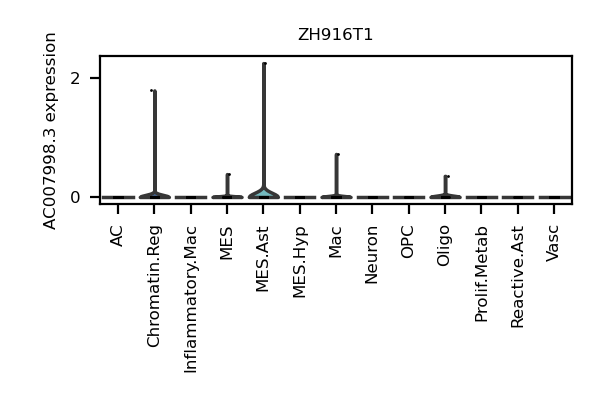 ZH916T1
AC007998.3 expression
2
0
AC
Chromatin.Reg
Inflammatory.Mac
MES
MES.Ast
MES.Hyp
Mac
Neuron
OPC
Oligo
Prolif.Metab
Reactive.Ast
Vasc